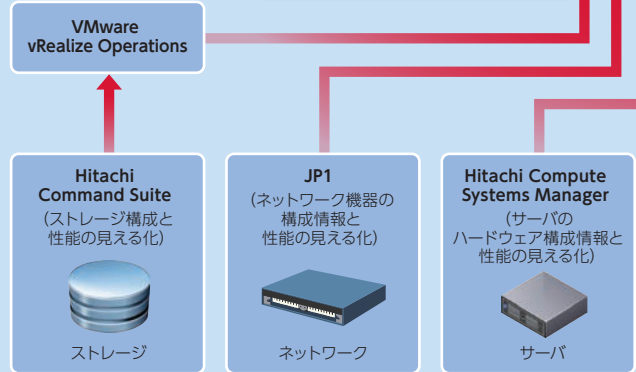 VMware
vRealize Operations
Hitachi
Command Suite
(ストレージ構成と
性能の見える化)
ストレージ
JP1
(ネットワーク機器の
構成情報と
性能の見える化)
ネットワーク
Hitachi Compute
Systems Manager
(サーバの
ハードウェア構成情報と
性能の見える化)
サーバ